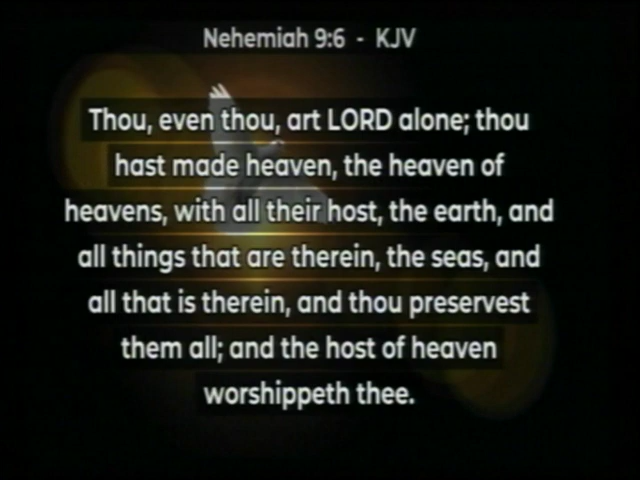 Nehemiah 9:6 - KJV
Thou, even thou, art LORD alone; thou
hast made heaven, the heaven of
heavens, with all their host, the earth, and
all things that are therein, the seas, and
all that is therein, and thou preservest
them all; and the host of heaven
worshippeth thee.